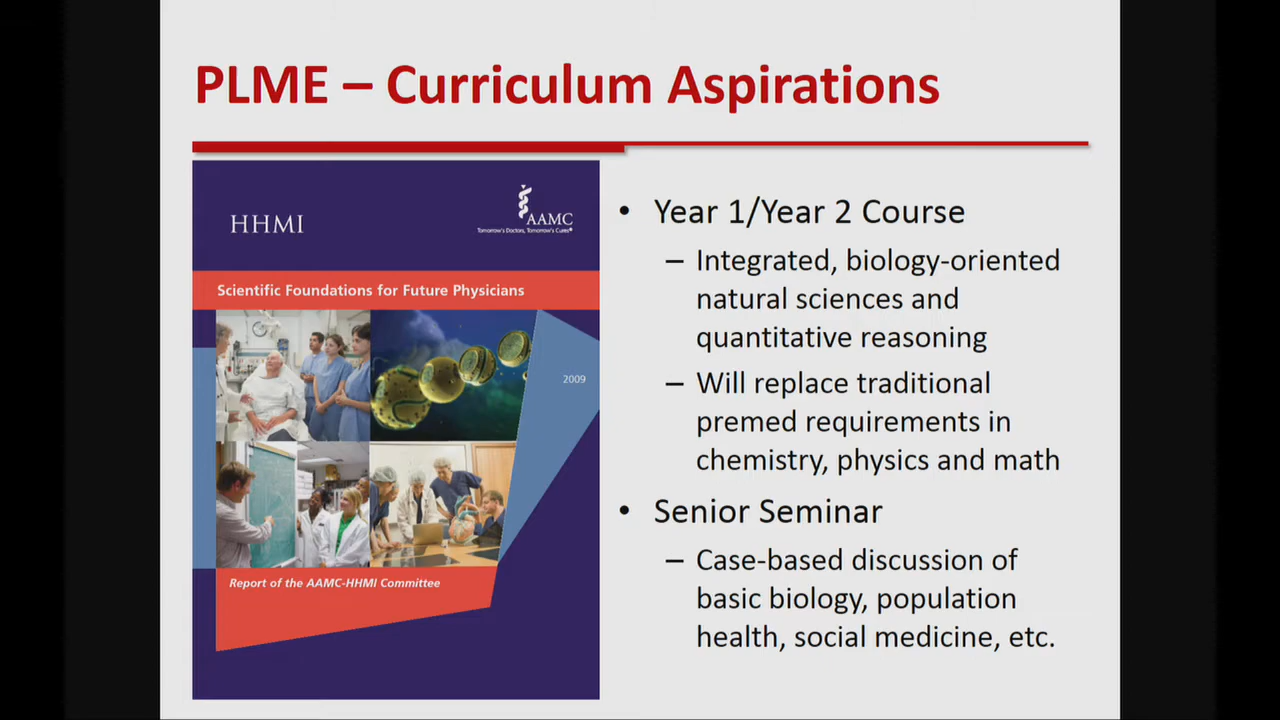 PLME – Curriculum Aspirations
HHMI
AAMC
Tomorrow's Doctors, Tomorrow's Cures®
Scientific Foundations for Future Physicians
2009
Report of the AAMC-HHMI Committee
• Year 1/Year 2 Course
– Integrated, biology-oriented
natural sciences and
quantitative reasoning
– Will replace traditional
premed requirements in
chemistry, physics and math
• Senior Seminar
– Case-based discussion of
basic biology, population
health, social medicine, etc.